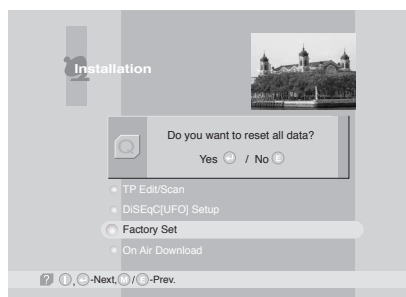 Installation
Q
Do you want to reset all data?
Yes / No E
TP Edit/Scan
DiSEqC[UFO] Setup
Factory Set
On Air Download
? i, -Next, M / E -Prev.